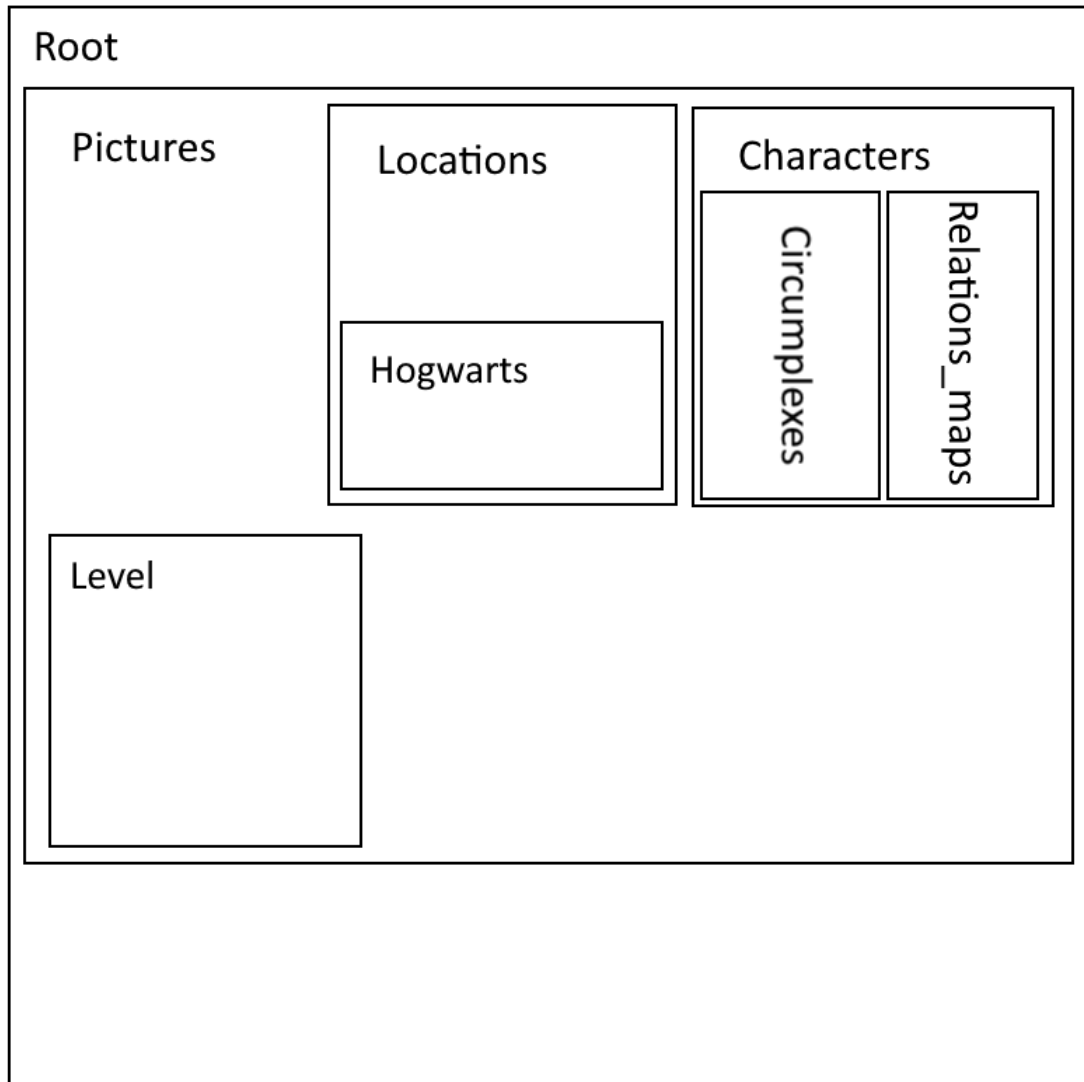 Root
Pictures
Locations
Characters
Circumplexes
Relations_maps
Hogwarts
Level